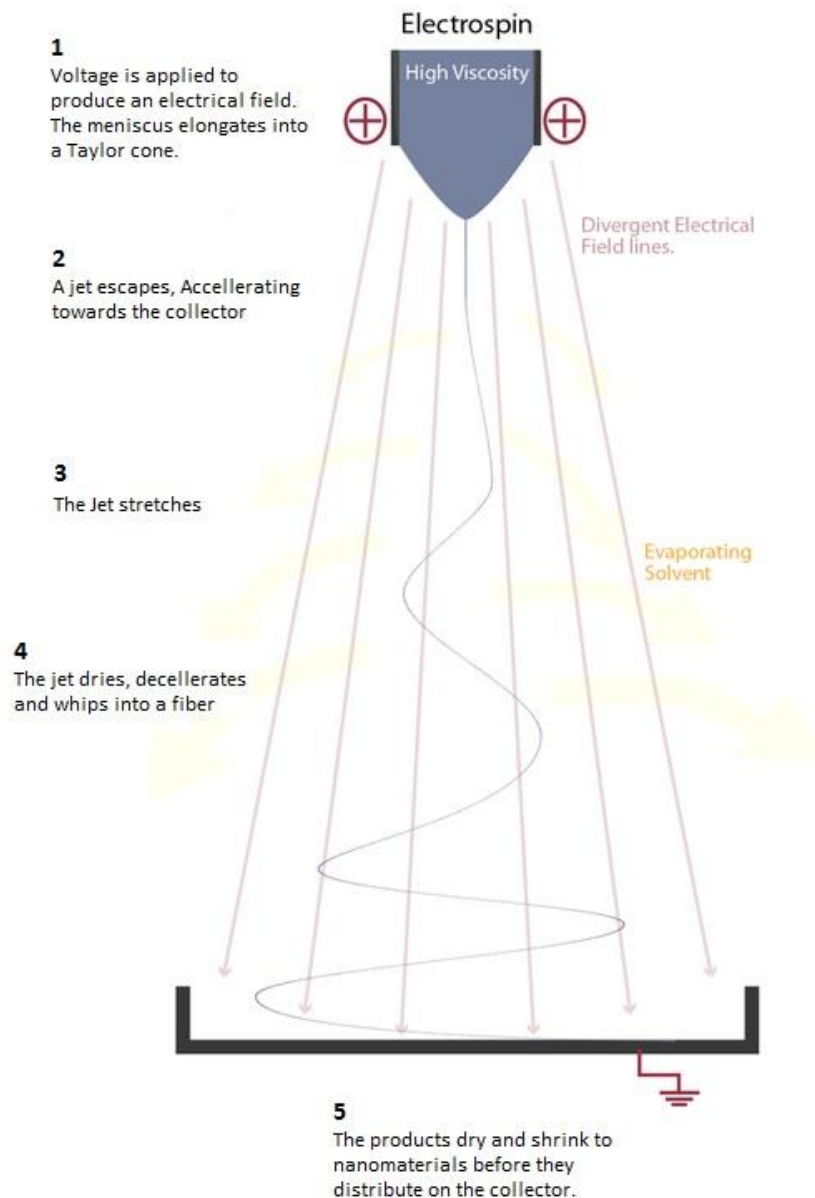 Electrospin
High Viscosity
1
Voltage is applied to
produce an electrical field.
The meniscus elongates into
a Taylor cone.
Divergent Electrical
Field lines.
2
A jet escapes, Accellerating
towards the collector
3
The Jet stretches
Evaporating
Solvent
4
The jet dries, decellerates
and whips into a fiber
5
The products dry and shrink to
nanomaterials before they
distribute on the collector.